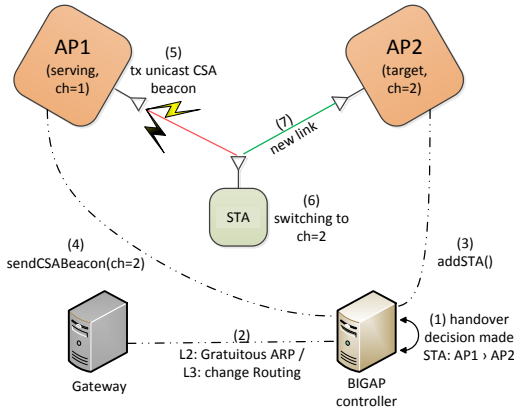 AP1
(serving,
ch=1)
(5)
tx unicast CSA
beacon
AP2
(target,
ch=2)
(7)
new link
STA
(6)
switching to
ch=2
(4)
sendCSABeacon(ch=2)
(3)
addSTA()
(2)
L2: Gratuitous ARP /
L3: change Routing
(1) handover
decision made
STA: AP1 › AP2
Gateway
BIGAP
controller